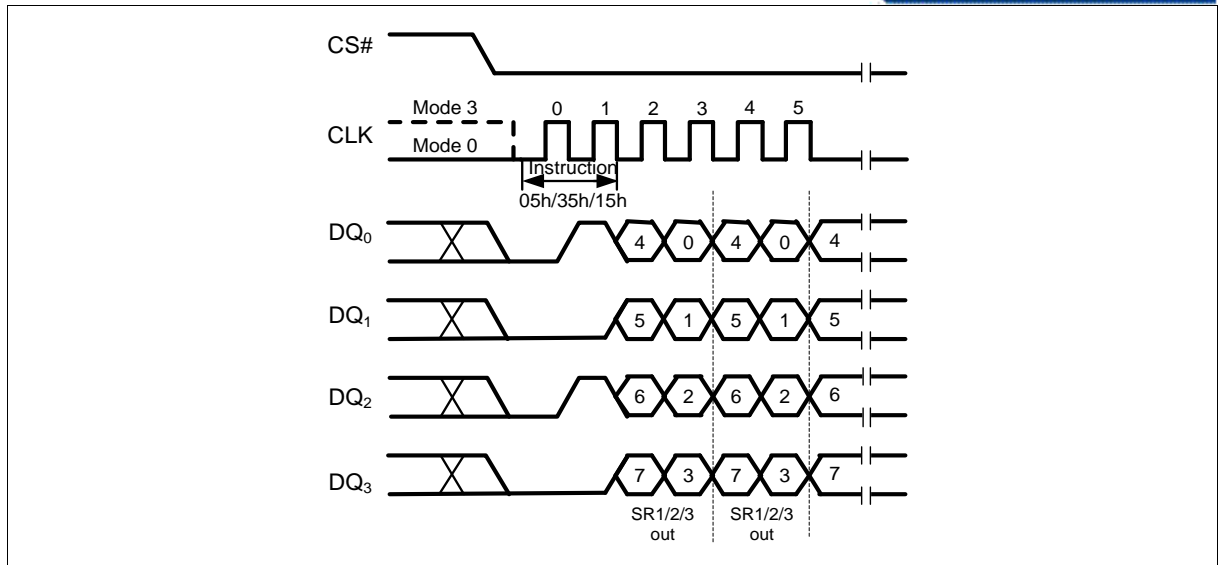 CS#
CLK
Mode 3
Mode 0
0 1 2 3 4 5
Instruction
05h/35h/15h
DQ0
4 0 4 0 4
DQ1
5 1 5 1 5
DQ2
6 2 6 2 6
DQ3
7 3 7 3 7
SR1/2/3
out
SR1/2/3
out